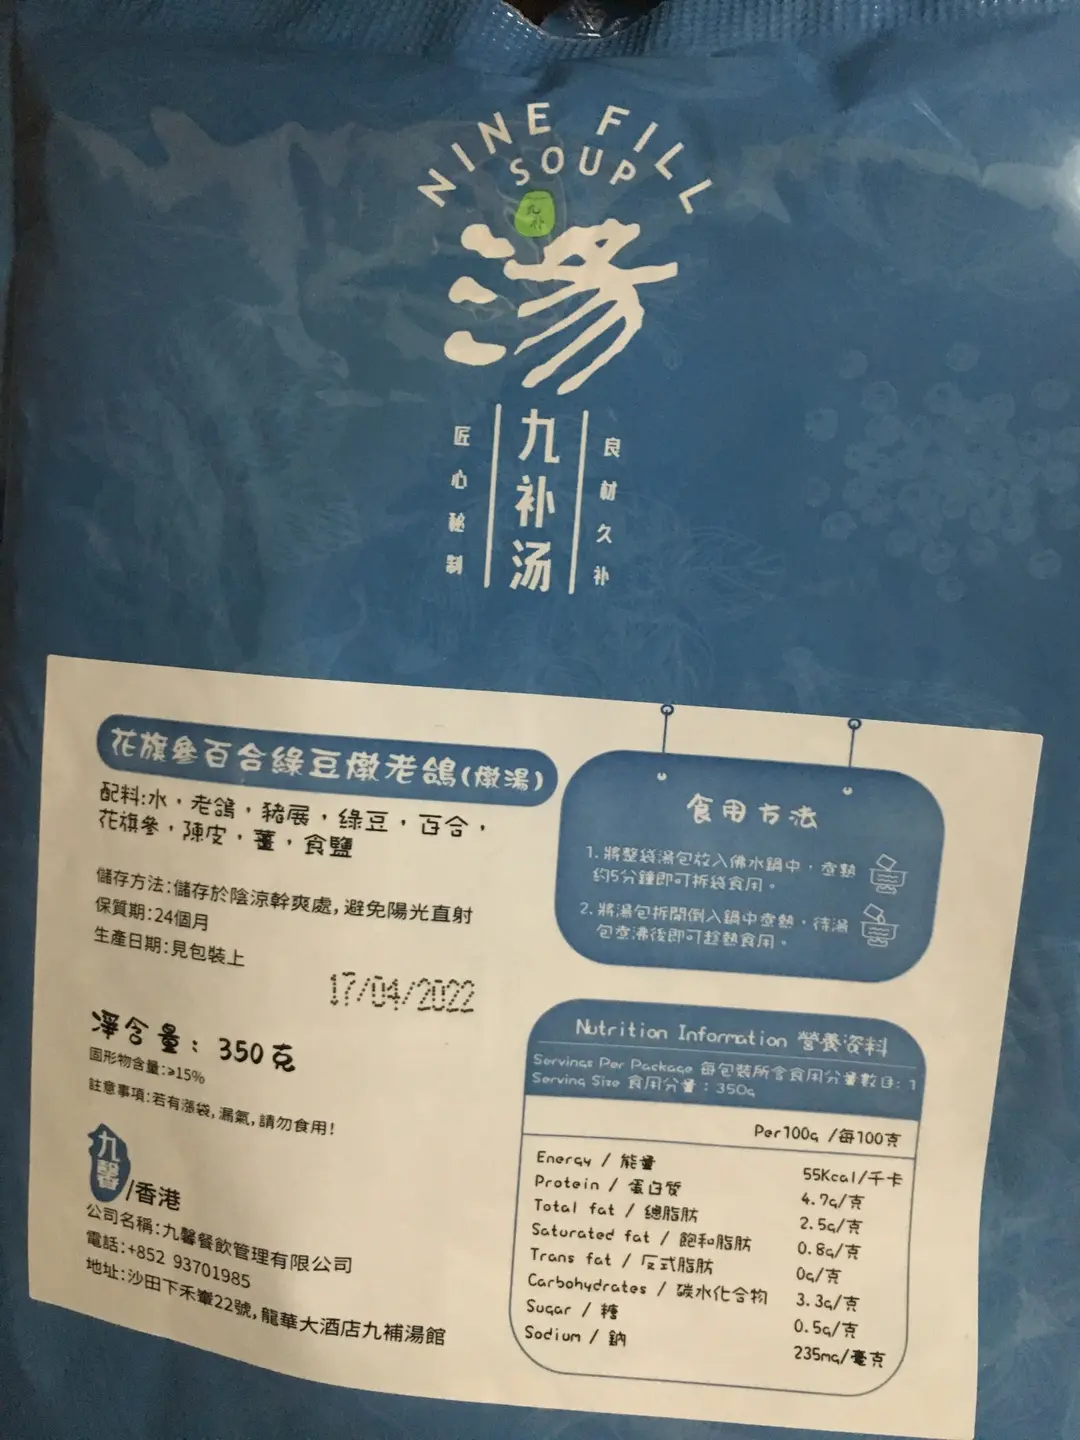 NINE FILL
SOUP
九补
湯
匠心秘制
九补汤
良材久补
花旗參百合綠豆燉老鴿(燉湯)
配料:水，老鴿，豬展，綠豆，百合，
花旗參，陳皮，薑，食鹽
儲存方法:儲存於陰涼幹爽處,避免陽光直射
保質期:24個月
生產日期:見包裝上
17/04/2022
淨含量: 350克
固形物含量:≥15%
註意事項:若有漲袋,漏氣,請勿食用!
九馨/香港
公司名稱:九馨餐飲管理有限公司
電話:+852 93701985
地址:沙田下禾輋22號,龍華大酒店九補湯館
食用方法
1. 將整袋湯包放入佛水鍋中，煮熱
約5分鐘即可拆袋食用。
2. 將湯包拆開倒入鍋中煮熱，待湯
包煮沸後即可趁熱食用。
Nutrition Information 營養資料
Servings Per Package 每包裝所含食用分量數目: 1
Serving Size 食用分量: 350g
Per100g /每100克
Energy / 能量 55Kcal/千卡
Protein / 蛋白質 4.7g/克
Total fat / 總脂肪 2.5g/克
Saturated fat / 飽和脂肪 0.8g/克
Trans fat / 反式脂肪 0g/克
Carbohydrates / 碳水化合物 3.3g/克
Sugar / 糖 0.5g/克
Sodium / 鈉 235mg/毫克